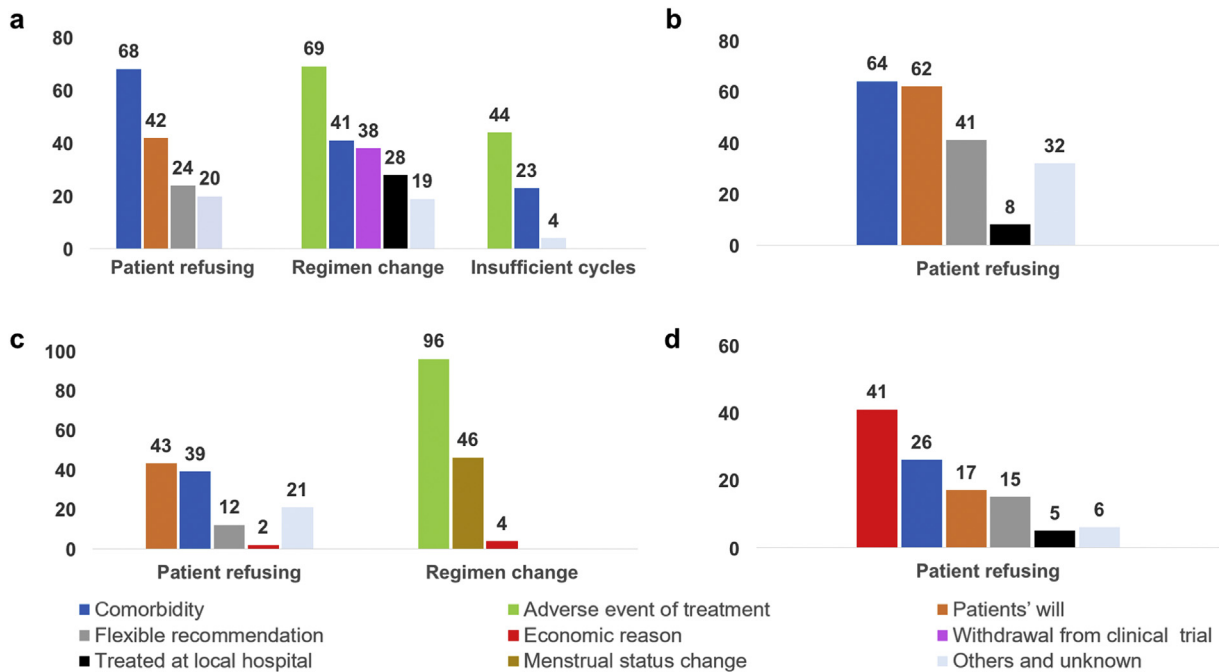 a
80
60
40
20
0
68
42
24
20
69
41
38
28
19
44
23
4
Patient refusing
Regimen change
Insufficient cycles
b
80
60
40
20
0
64
62
41
8
32
Patient refusing
c
100
80
60
40
20
0
43
39
12
2
21
96
46
4
Patient refusing
Regimen change
d
60
40
20
0
41
26
17
15
5
6
Patient refusing
Comorbidity
Adverse event of treatment
Patients’ will
Flexible recommendation
Economic reason
Withdrawal from clinical trial
Treated at local hospital
Menstrual status change
Others and unknown